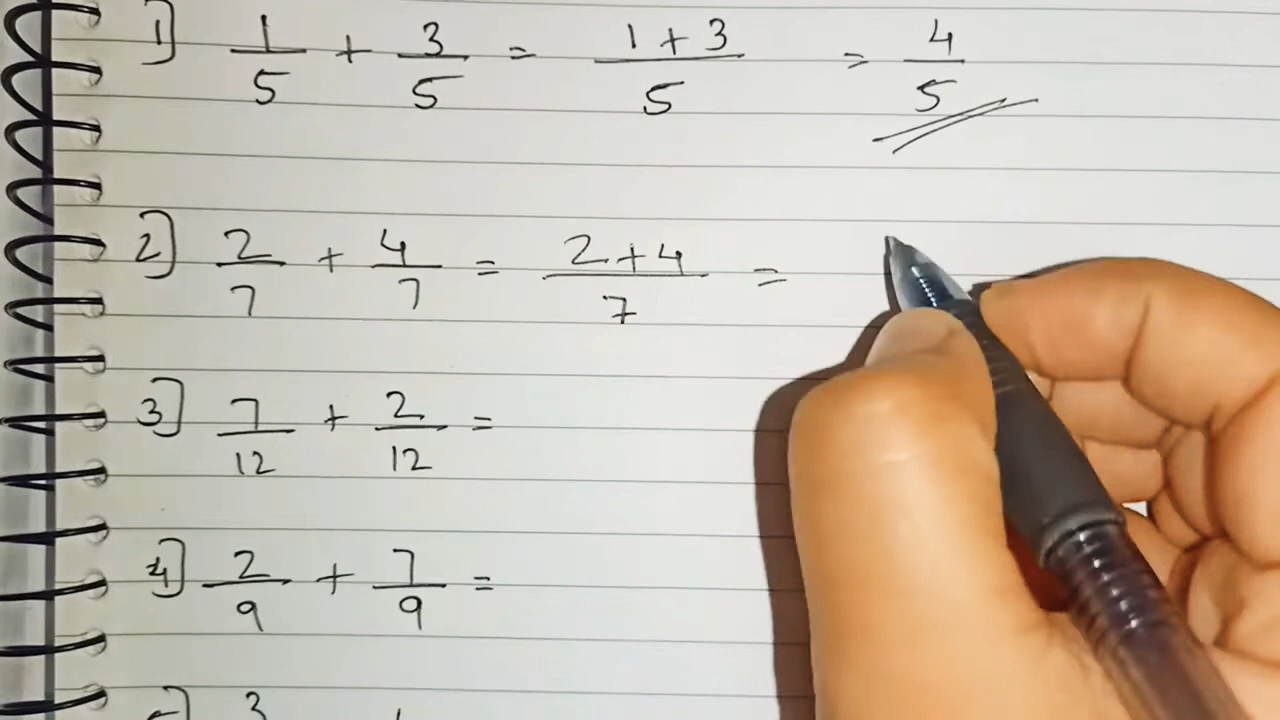 1] 1/5 + 3/5 = 1+3/5 = 4/5
2] 2/7 + 4/7 = 2+4/7 =
3] 7/12 + 2/12 =
4] 2/9 + 7/9 =
3